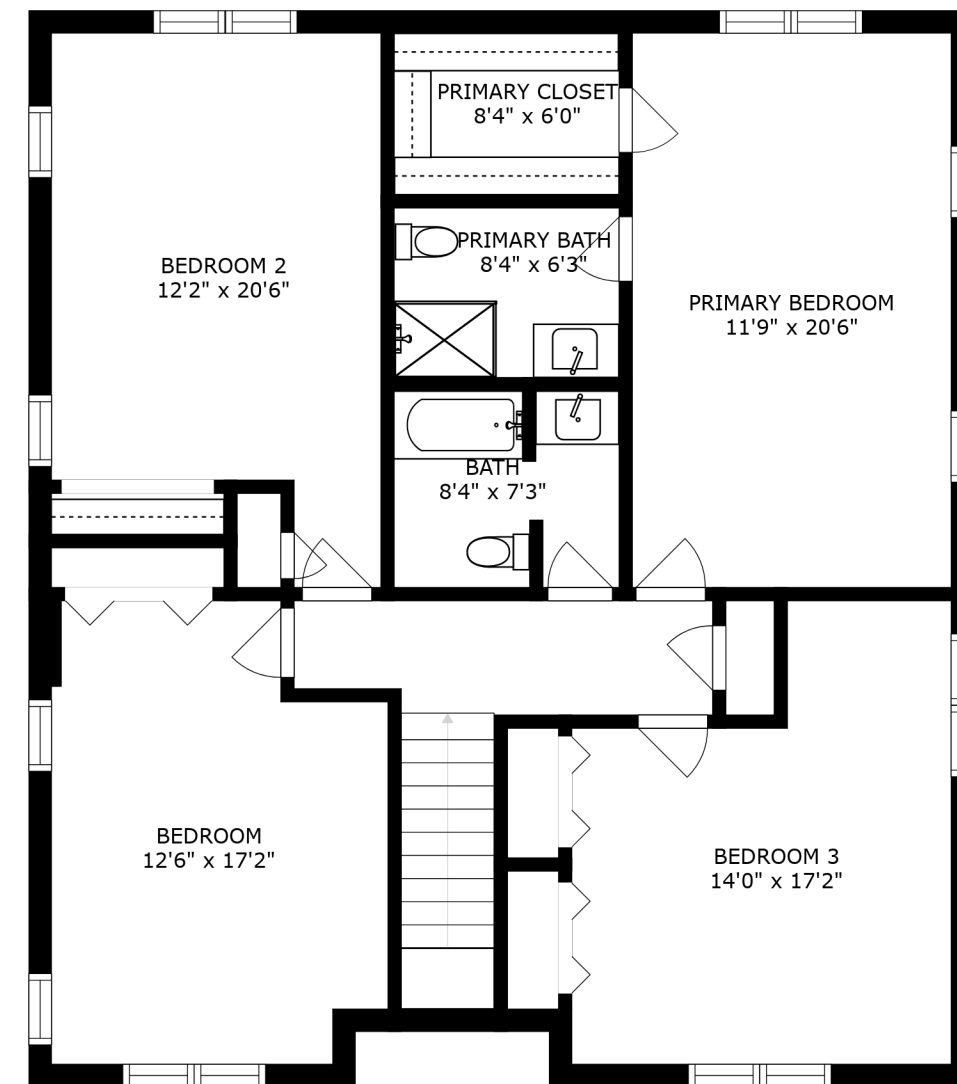 PRIMARY CLOSET
8'4" x 6'0"
PRIMARY BATH
8'4" x 6'3"
BEDROOM 2
12'2" x 20'6"
PRIMARY BEDROOM
11'9" x 20'6"
BATH
8'4" x 7'3"
BEDROOM
12'6" x 17'2"
BEDROOM 3
14'0" x 17'2"